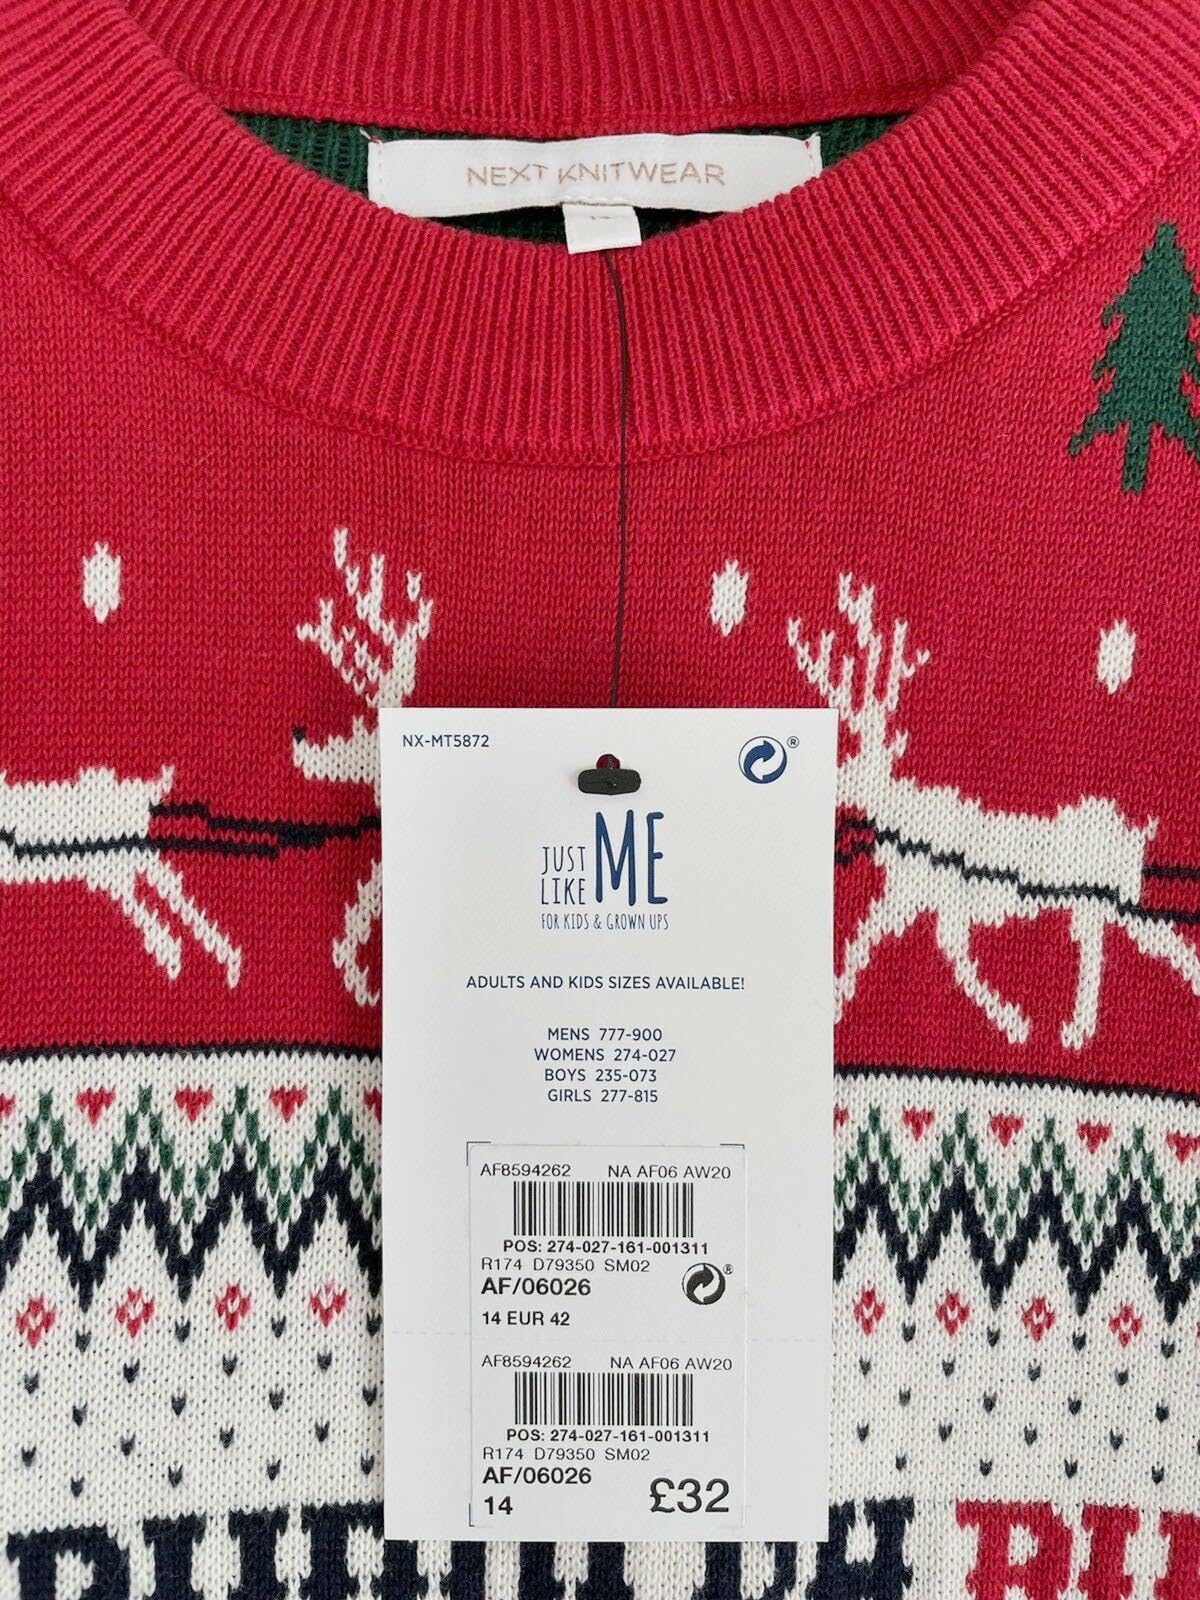 NEXT KNITWEAR
NX-MT5872
®
JUST LIKE ME
FOR KIDS & GROWN UPS
ADULTS AND KIDS SIZES AVAILABLE!
MENS 777-900
WOMENS 274-027
BOYS 235-073
GIRLS 277-815
AF8594262 NA AF06 AW20
POS: 274-027-161-001311
R174 D79350 SM02
AF/06026 ®
14 EUR 42
AF8594262 NA AF06 AW20
POS: 274-027-161-001311
R174 D79350 SM02
AF/06026
14 £32